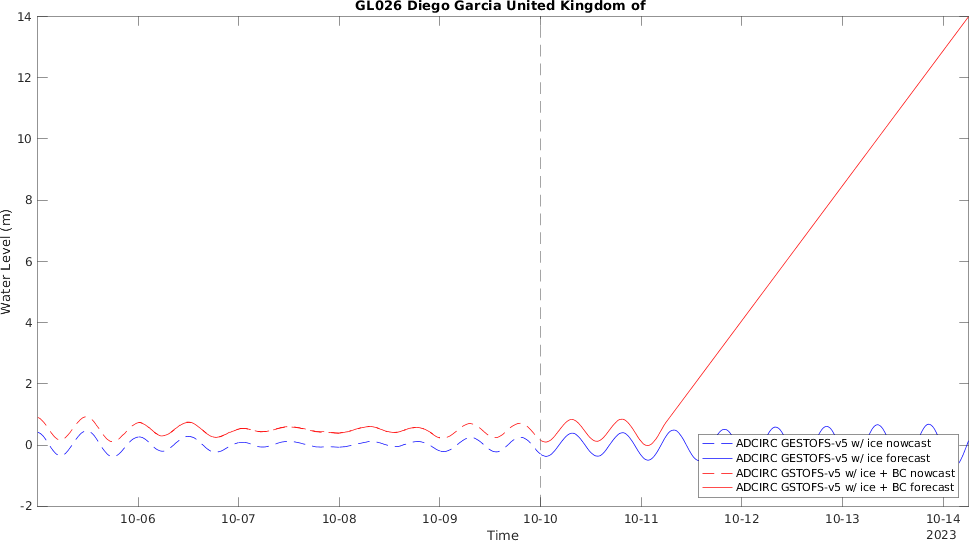 GL026 Diego Garcia United Kingdom of
14
12
10
8
6
4
2
0
-2
Water Level (m)
10-06
10-07
10-08
10-09
10-10
10-11
10-12
10-13
10-14
2023
Time
ADCIRC GESTOFS-v5 w/ ice nowcast
ADCIRC GESTOFS-v5 w/ ice forecast
ADCIRC GSTOFS-v5 w/ ice + BC nowcast
ADCIRC GSTOFS-v5 w/ ice + BC forecast